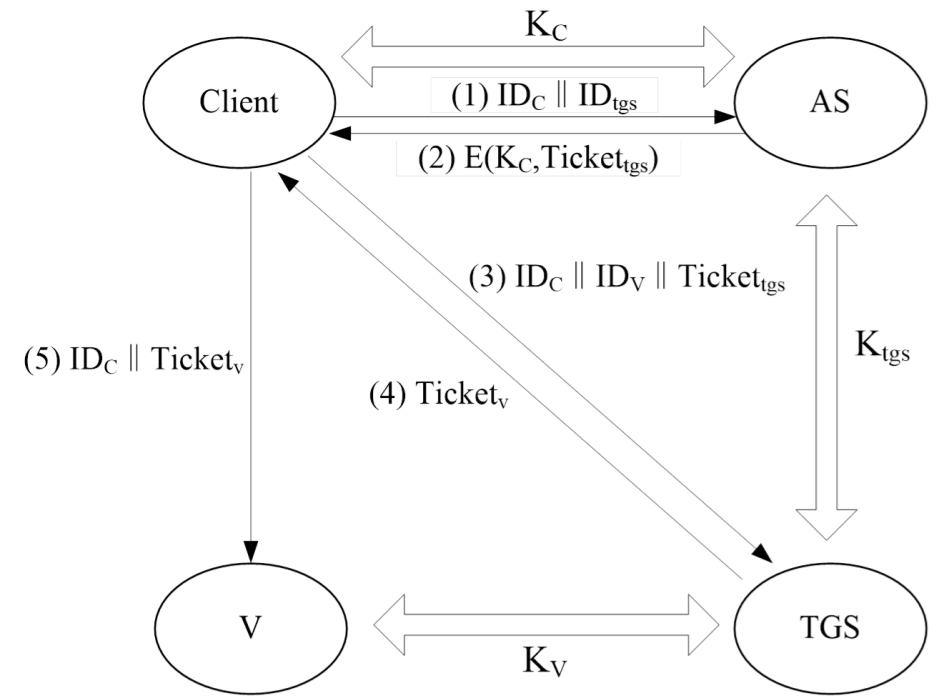 K_C
Client
AS
(1) ID_C ‖ ID_tgs
(2) E(K_C,Ticket_tgs)
(3) ID_C ‖ ID_V ‖ Ticket_tgs
K_tgs
(5) ID_C ‖ Ticket_v
(4) Ticket_v
V
TGS
K_V